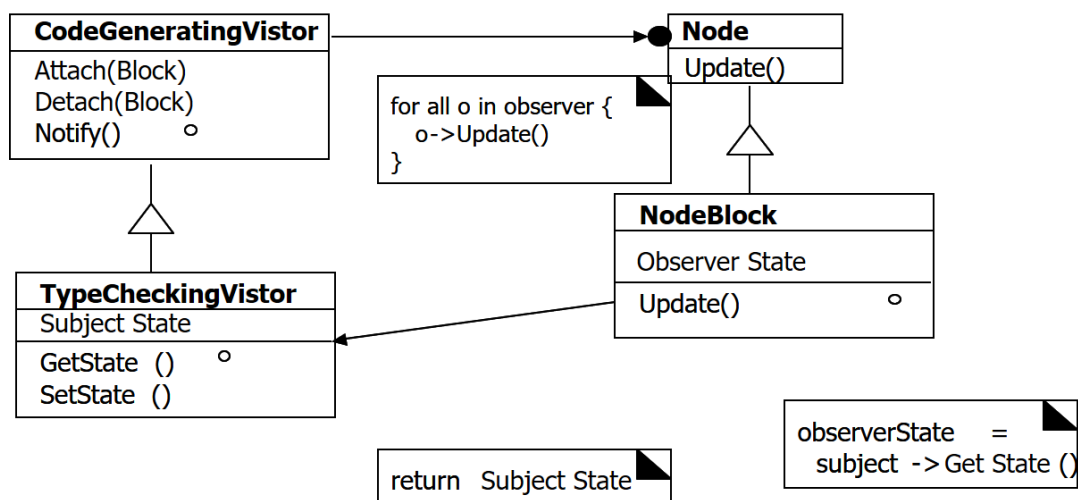 CodeGeneratingVistor
Attach(Block)
Detach(Block)
Notify()
Node
Update()
for all o in observer {
o->Update()
}
NodeBlock
Observer State
Update()
TypeCheckingVistor
Subject State
GetState ()
SetState ()
observerState =
subject ->Get State ()
return Subject State